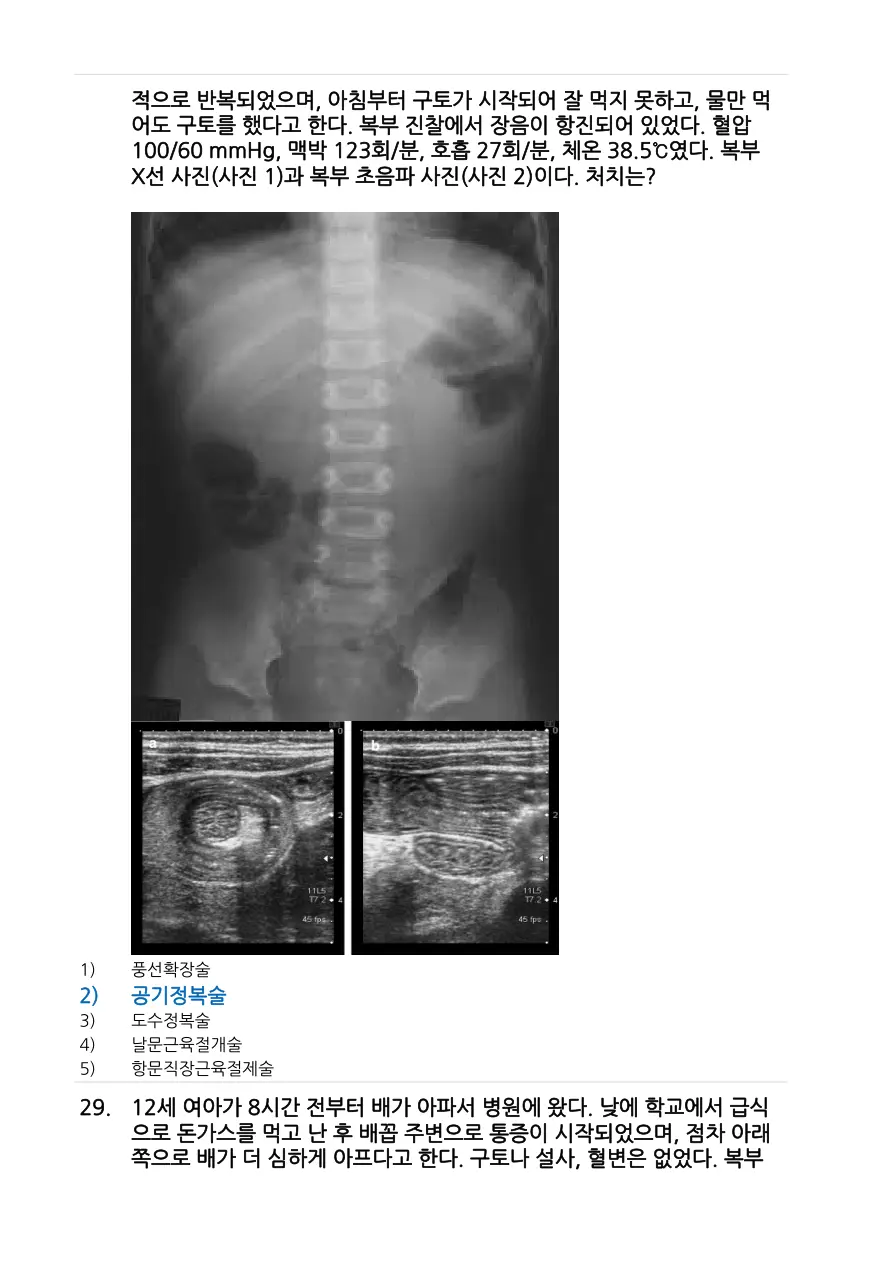 적으로 반복되었으며, 아침부터 구토가 시작되어 잘 먹지 못하고, 물만 먹
어도 구토를 했다고 한다. 복부 진찰에서 장음이 항진되어 있었다. 혈압
100/60 mmHg, 맥박 123회/분, 호흡 27회/분, 체온 38.5℃였다. 복부
X선 사진(사진 1)과 복부 초음파 사진(사진 2)이다. 처치는?
a
0
2
11L5
T7.2
4
45 fps
b
0
2
11L5
T7.2
4
45 fps
1) 풍선확장술
2) 공기정복술
3) 도수정복술
4) 날문근육절개술
5) 항문직장근육절제술
29. 12세 여아가 8시간 전부터 배가 아파서 병원에 왔다. 낮에 학교에서 급식
으로 돈가스를 먹고 난 후 배꼽 주변으로 통증이 시작되었으며, 점차 아래
쪽으로 배가 더 심하게 아프다고 한다. 구토나 설사, 혈변은 없었다. 복부